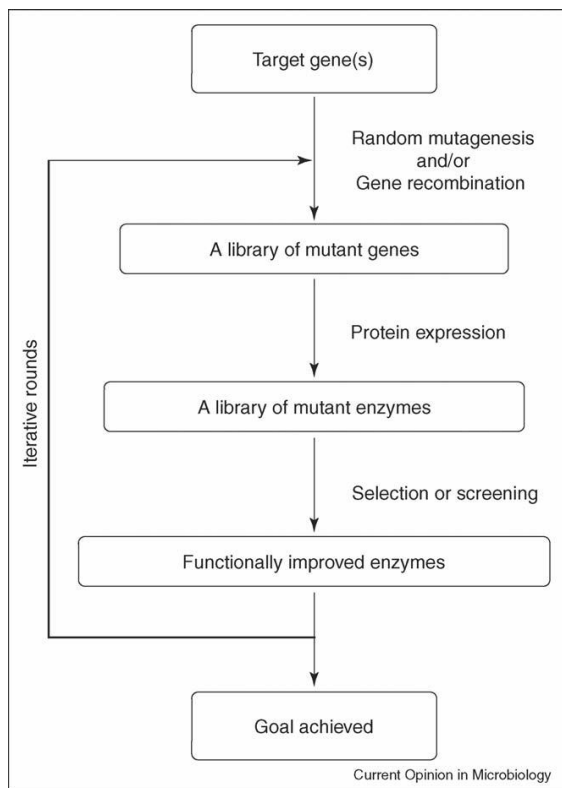 Target gene(s)
Random mutagenesis
and/or
Gene recombination
A library of mutant genes
Protein expression
A library of mutant enzymes
Iterative rounds
Selection or screening
Functionally improved enzymes
Goal achieved
Current Opinion in Microbiology